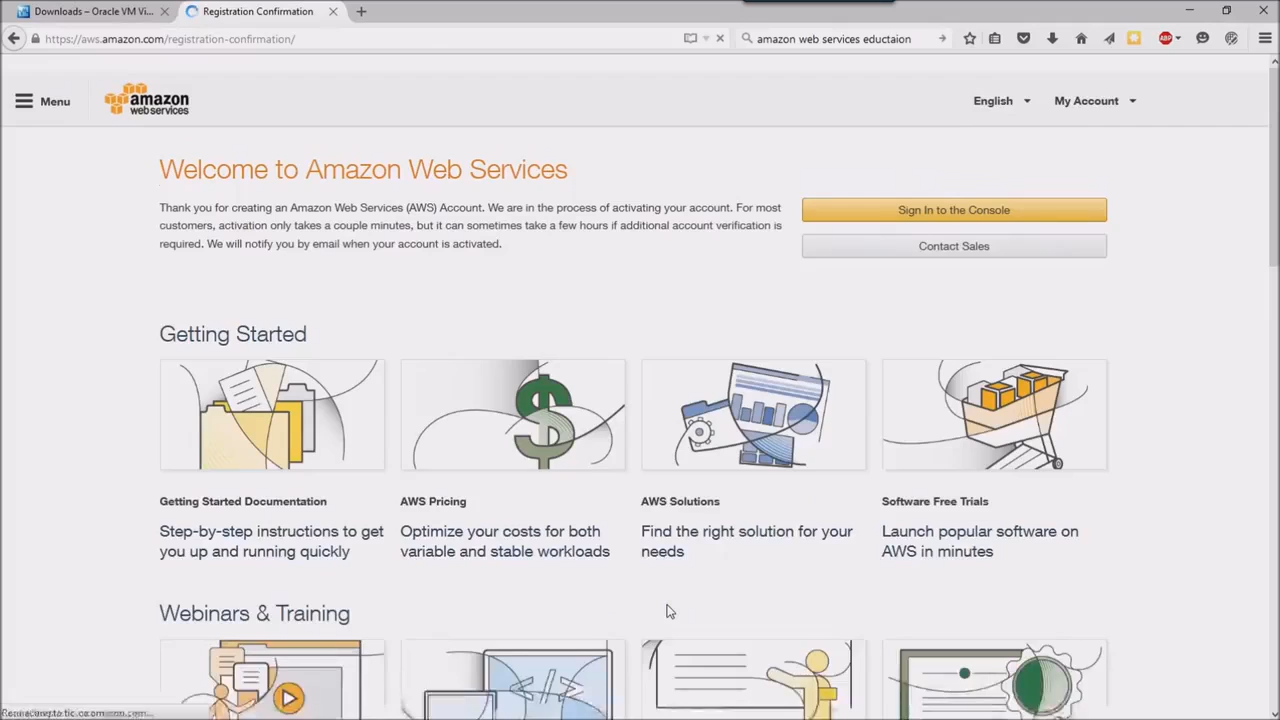 Downloads – Oracle VM Vi...
Registration Confirmation
https://aws.amazon.com/registration-confirmation/
amazon web services eductaion
ABP
Menu
amazon
webservices
English
My Account
Welcome to Amazon Web Services
Thank you for creating an Amazon Web Services (AWS) Account. We are in the process of activating your account. For most
customers, activation only takes a couple minutes, but it can sometimes take a few hours if additional account verification is
required. We will notify you by email when your account is activated.
Sign In to the Console
Contact Sales
Getting Started
Getting Started Documentation
Step-by-step instructions to get
you up and running quickly
AWS Pricing
Optimize your costs for both
variable and stable workloads
AWS Solutions
Find the right solution for your
needs
Software Free Trials
Launch popular software on
AWS in minutes
Webinars & Training